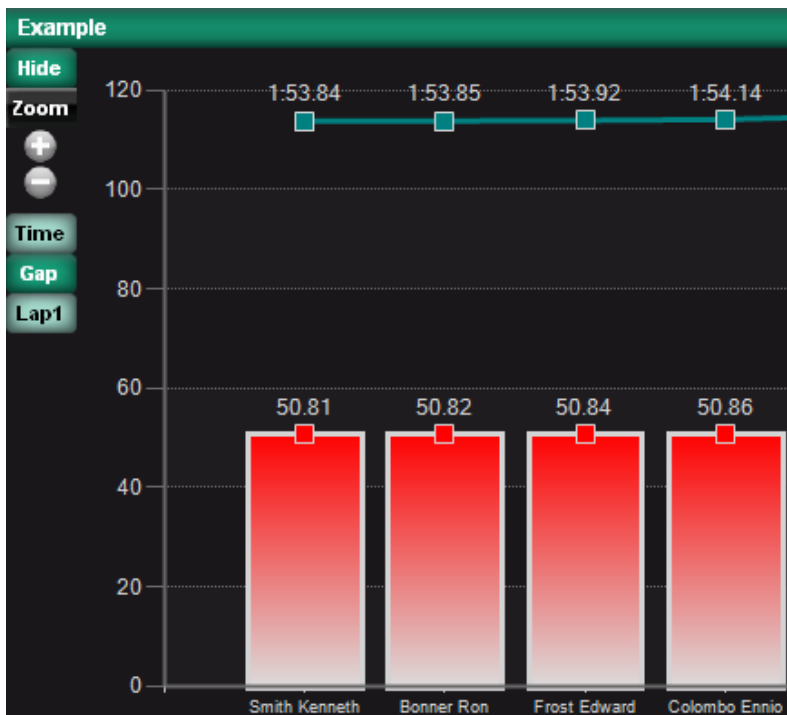 Example
Hide
Zoom
Time
Gap
Lap1
120
100
80
60
40
20
0
1:53.84 1:53.85 1:53.92 1:54.14
50.81 50.82 50.84 50.86
Smith Kenneth Bonner Ron Frost Edward Colombo Ennio